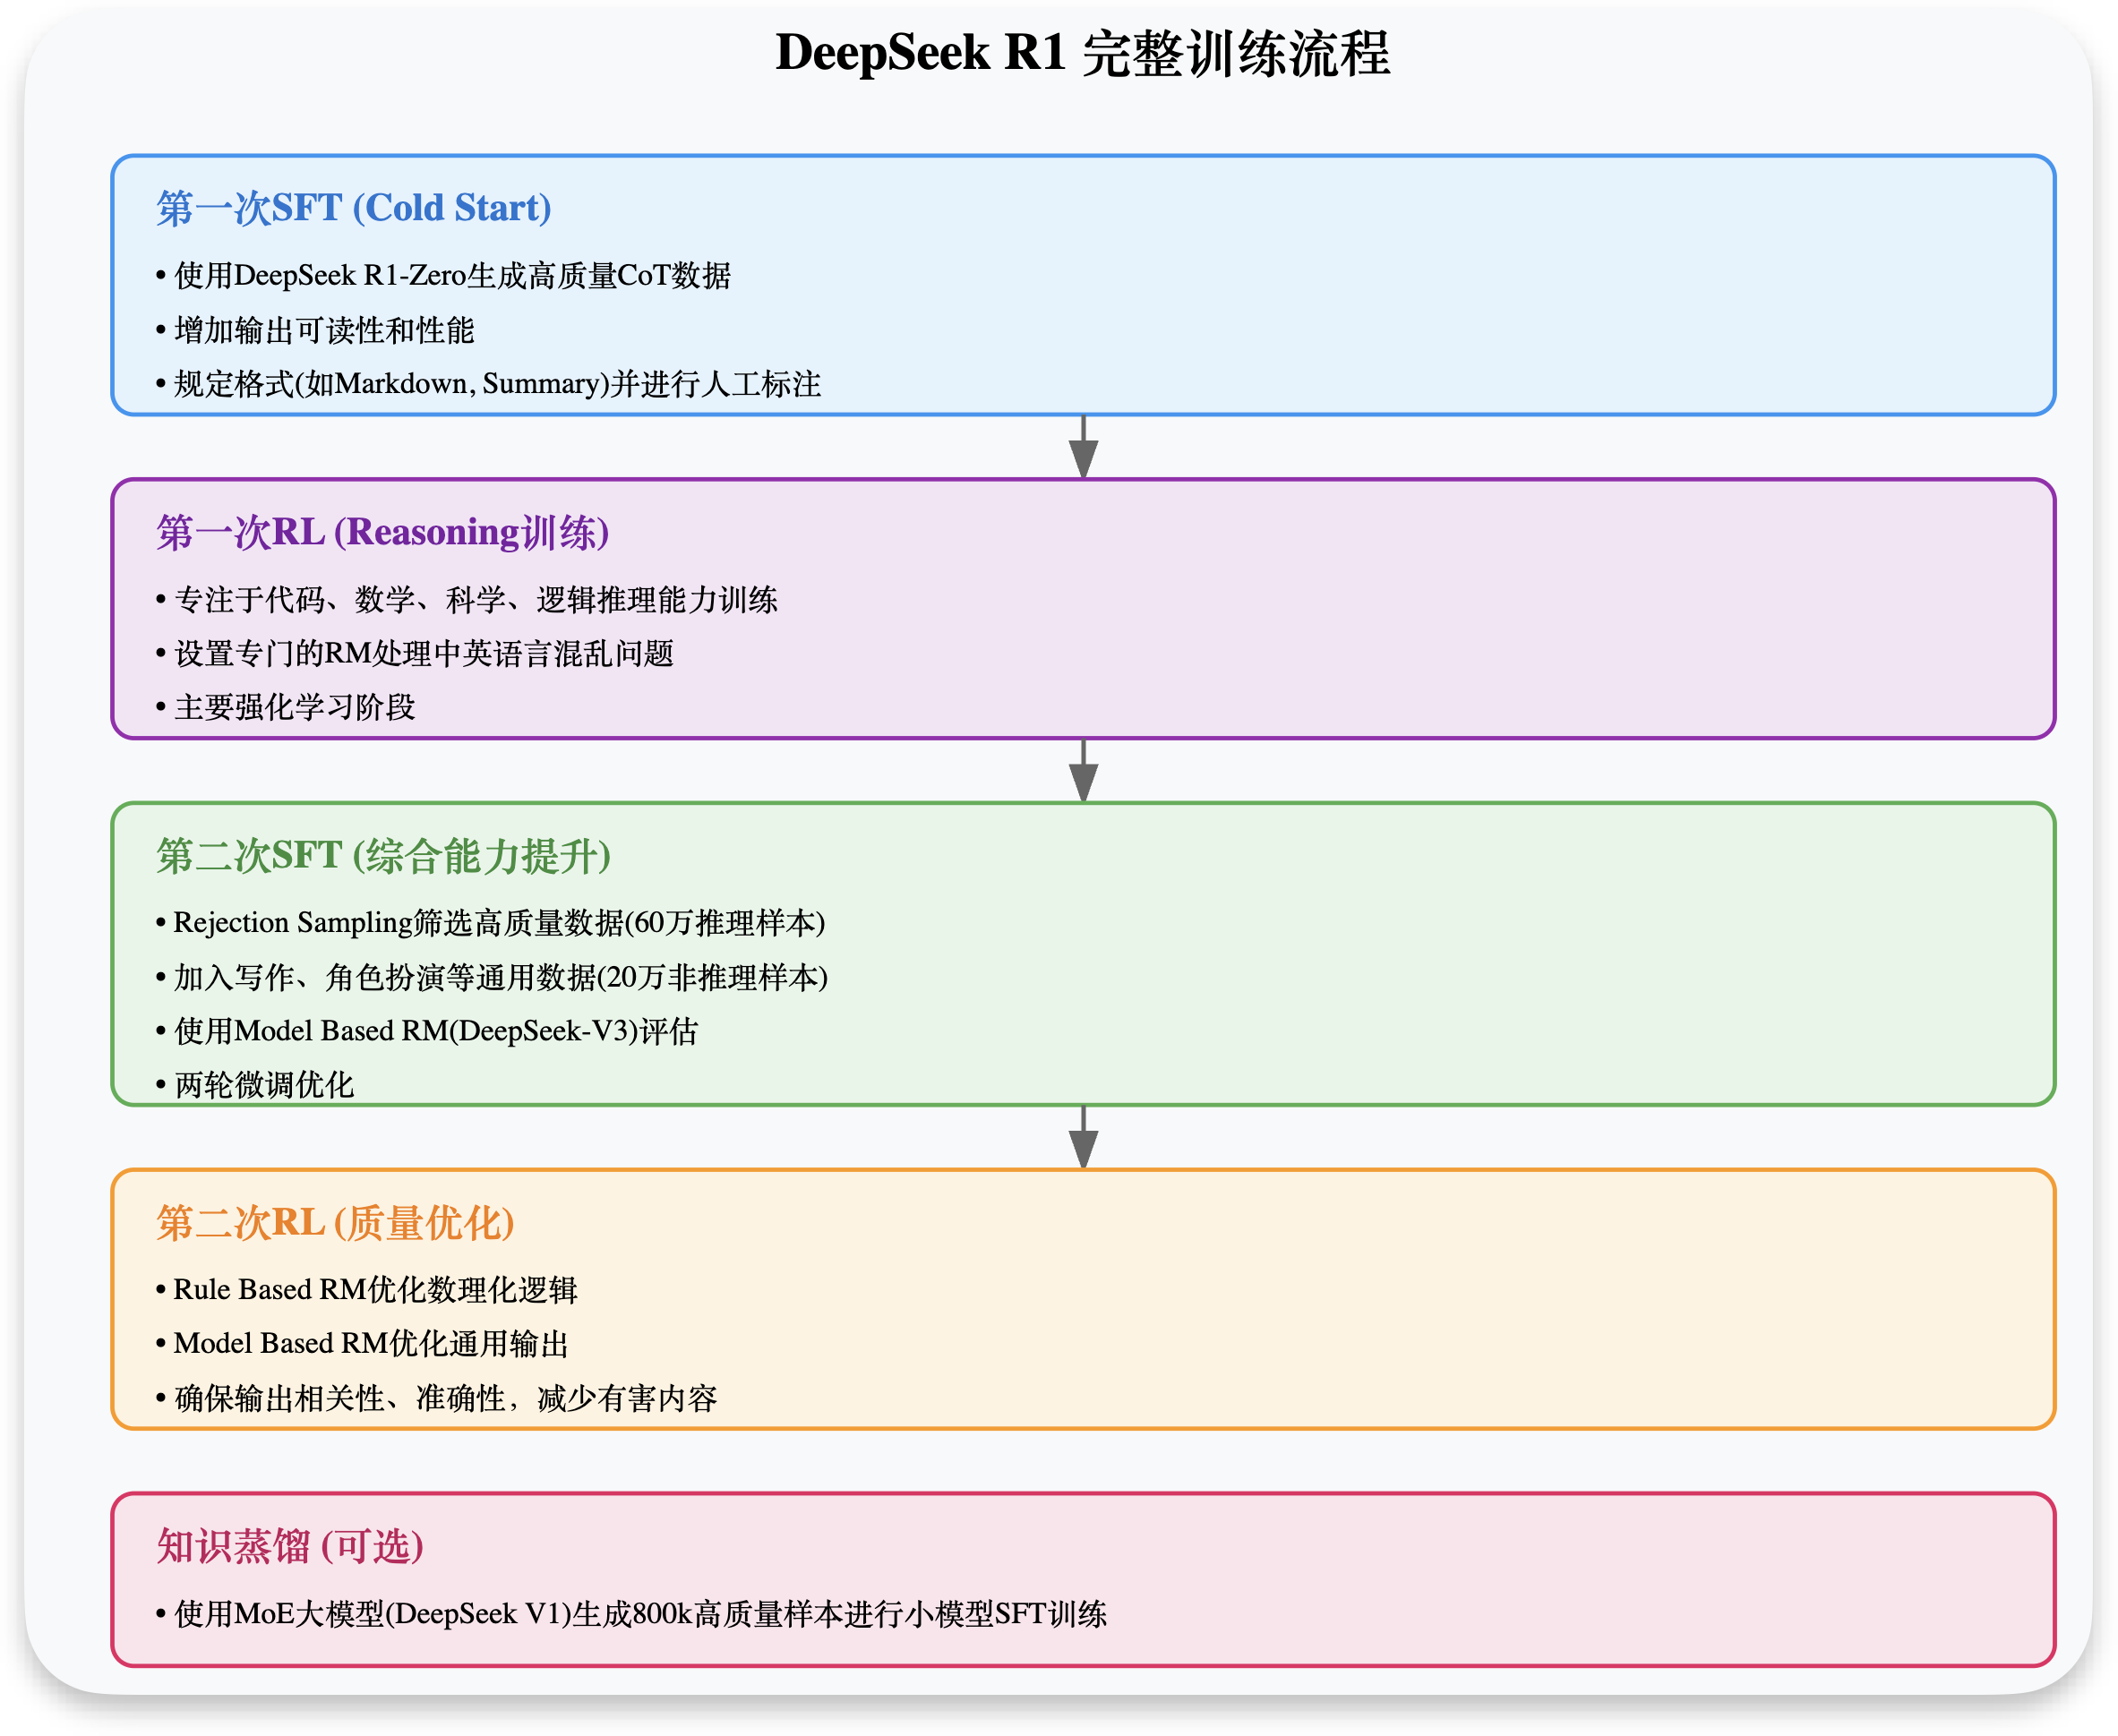 DeepSeek R1 完整训练流程
第一次SFT (Cold Start)
• 使用DeepSeek R1-Zero生成高质量CoT数据
• 增加输出可读性和性能
• 规定格式(如Markdown, Summary)并进行人工标注
第一次RL (Reasoning训练)
• 专注于代码、数学、科学、逻辑推理能力训练
• 设置专门的RM处理中英语言混乱问题
• 主要强化学习阶段
第二次SFT (综合能力提升)
• Rejection Sampling筛选高质量数据(60万推理样本)
• 加入写作、角色扮演等通用数据(20万非推理样本)
• 使用Model Based RM(DeepSeek-V3)评估
• 两轮微调优化
第二次RL (质量优化)
• Rule Based RM优化数理化逻辑
• Model Based RM优化通用输出
• 确保输出相关性、准确性，减少有害内容
知识蒸馏 (可选)
• 使用MoE大模型(DeepSeek V1)生成800k高质量样本进行小模型SFT训练